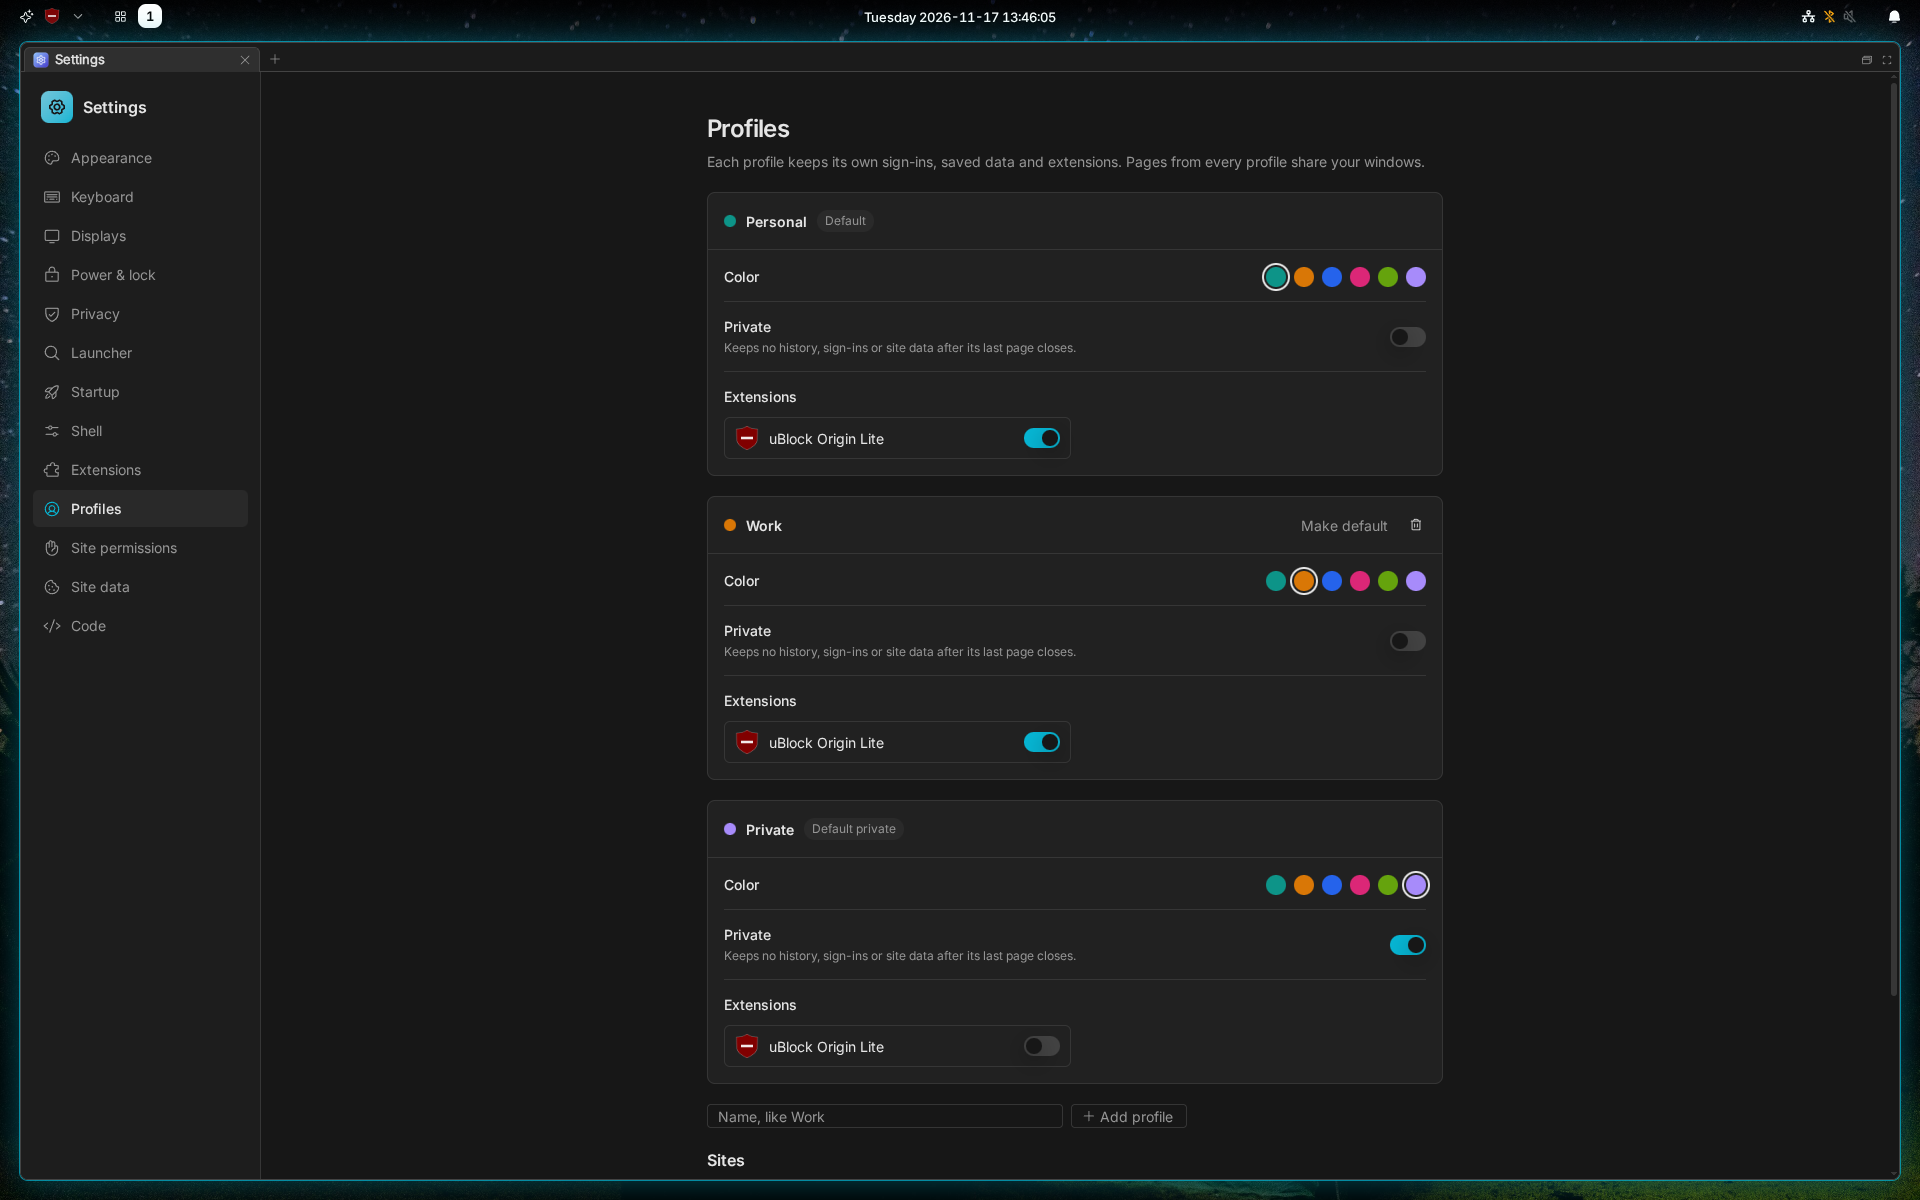 1
Tuesday 2026-11-17 13:46:05
Settings
Settings
Appearance
Keyboard
Displays
Power & lock
Privacy
Launcher
Startup
Shell
Extensions
Profiles
Site permissions
Site data
Code
Profiles
Each profile keeps its own sign-ins, saved data and extensions. Pages from every profile share your windows.
Personal Default
Color
Private
Keeps no history, sign-ins or site data after its last page closes.
Extensions
uBlock Origin Lite
Work Make default
Color
Private
Keeps no history, sign-ins or site data after its last page closes.
Extensions
uBlock Origin Lite
Private Default private
Color
Private
Keeps no history, sign-ins or site data after its last page closes.
Extensions
uBlock Origin Lite
Name, like Work
Add profile
Sites